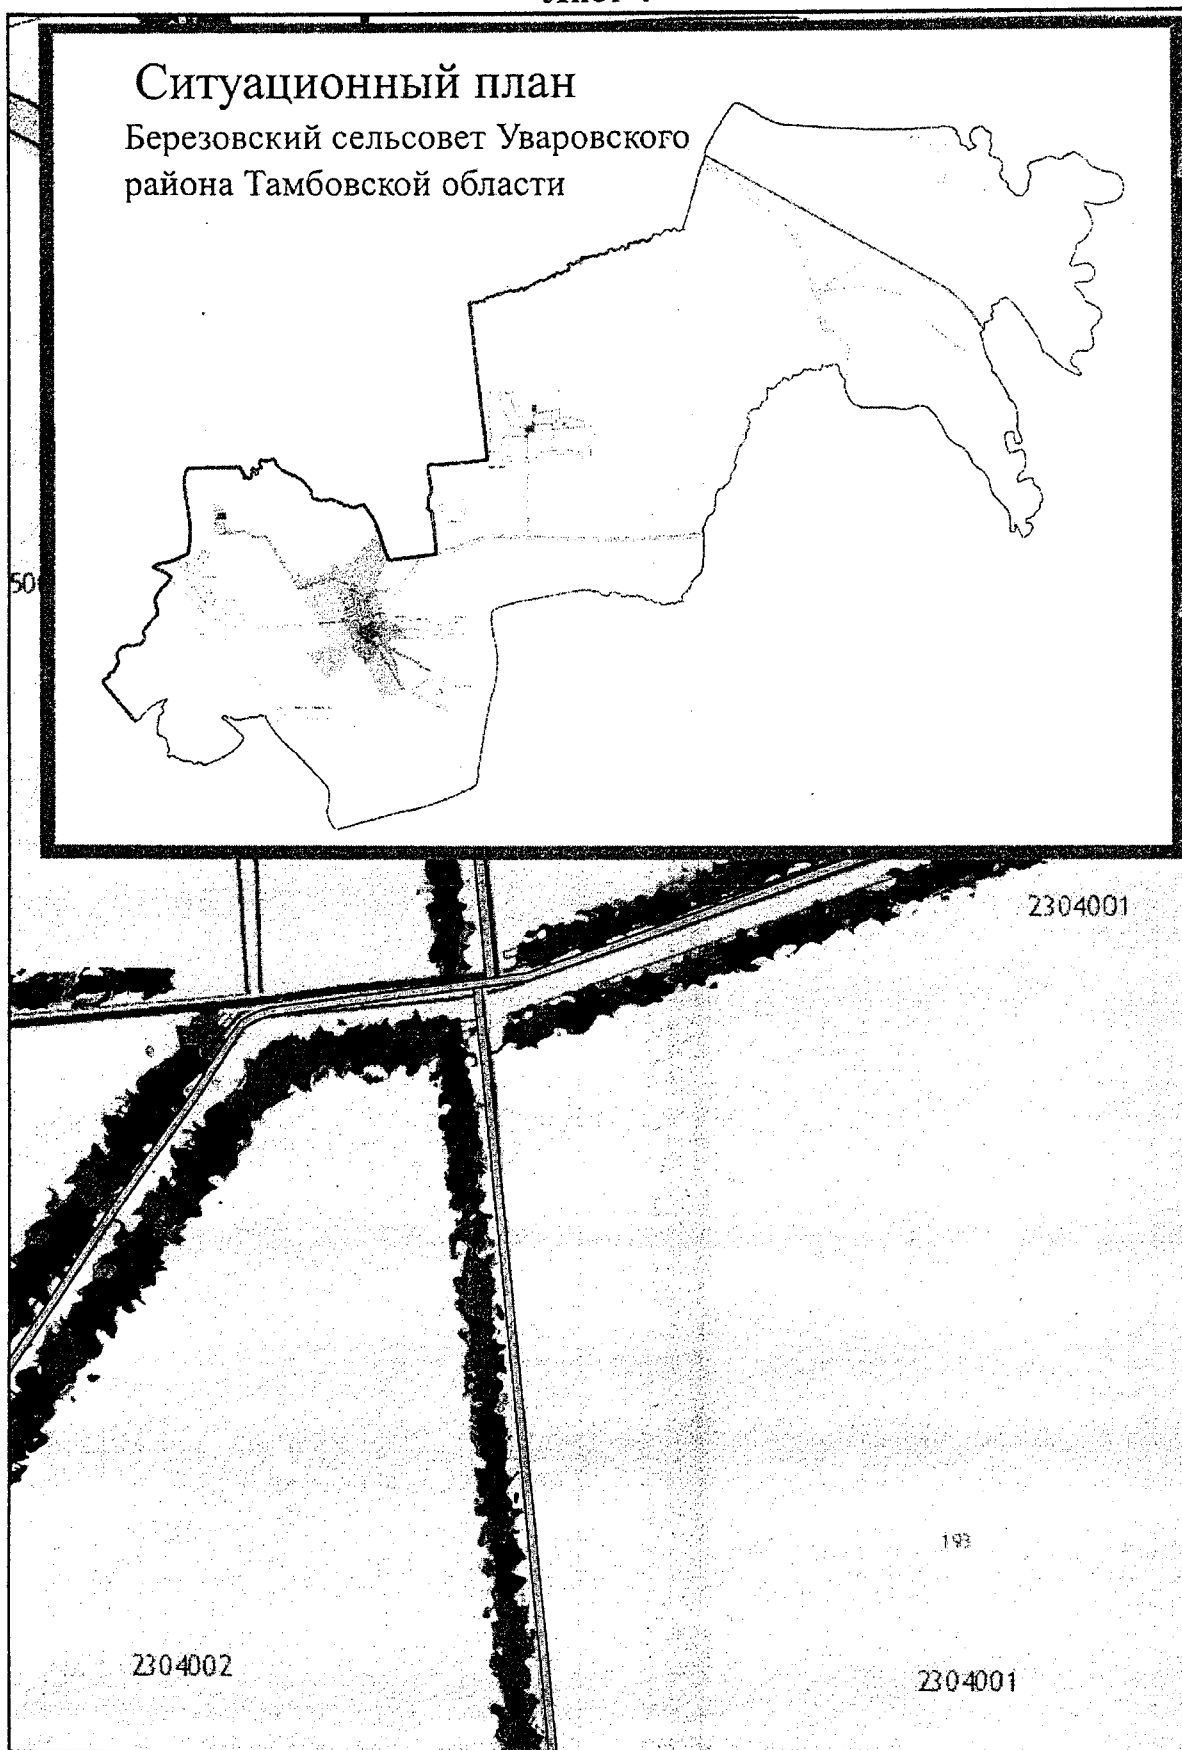 Ситуационный план
Березовский сельсовет Уваровского
района Тамбовской области
2304001
193
2304002
2304001